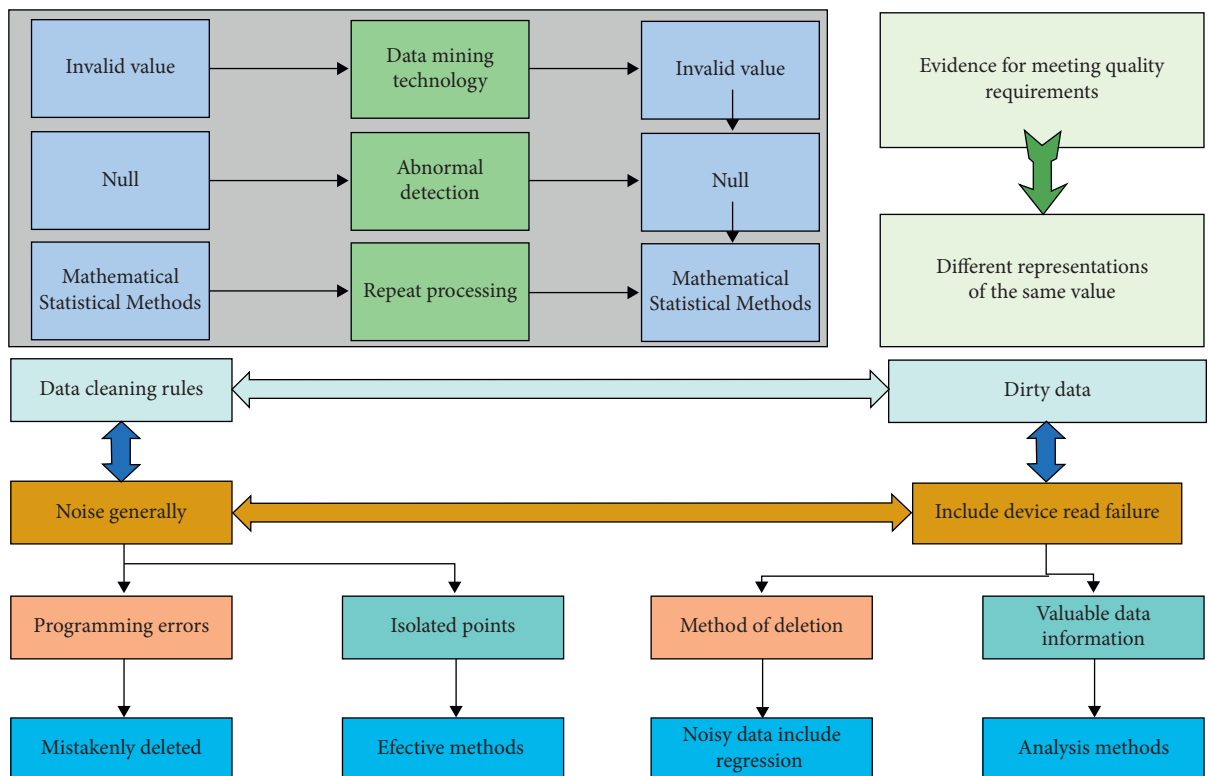 Invalid value
Data mining
technology
Invalid value
Evidence for meeting quality
requirements
Null
Abnormal
detection
Null
Mathematical
Statistical Methods
Repeat processing
Mathematical
Statistical Methods
Different representations
of the same value
Data cleaning rules
Dirty data
Noise generally
Include device read failure
Programming errors
Isolated points
Method of deletion
Valuable data
information
Mistakenly deleted
Efective methods
Noisy data include
regression
Analysis methods